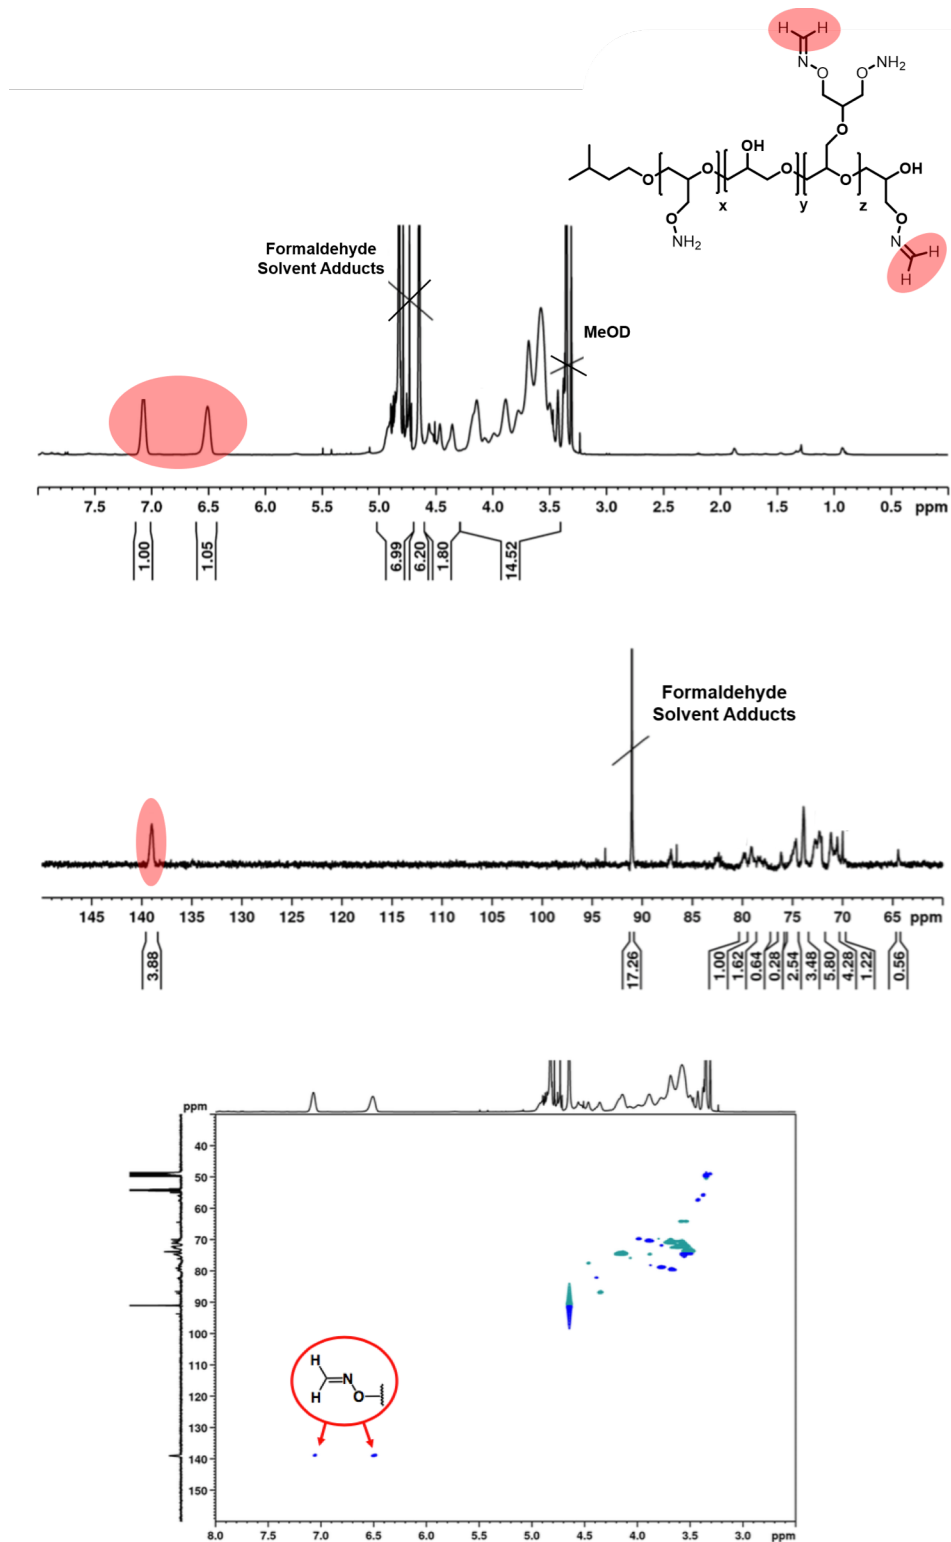 H H
N O
O NH₂
O
OH
O O O O OH
x y z
O
NH₂
O
N
H
H
Formaldehyde
Solvent Adducts
MeOD
7.5 7.0 6.5 6.0 5.5 5.0 4.5 4.0 3.5 3.0 2.5 2.0 1.5 1.0 0.5 ppm
1.00 1.05 6.99 6.20 1.80 14.52
Formaldehyde
Solvent Adducts
145 140 135 130 125 120 115 110 105 100 95 90 85 80 75 70 65 ppm
3.88 17.26 1.00 1.62 0.64 0.28 2.54 3.48 5.80 4.28 1.22 0.56
ppm
40
50
60
70
80
90
100
110
120
130
140
150
H
N
H O
8.0 7.5 7.0 6.5 6.0 5.5 5.0 4.5 4.0 3.5 3.0 ppm